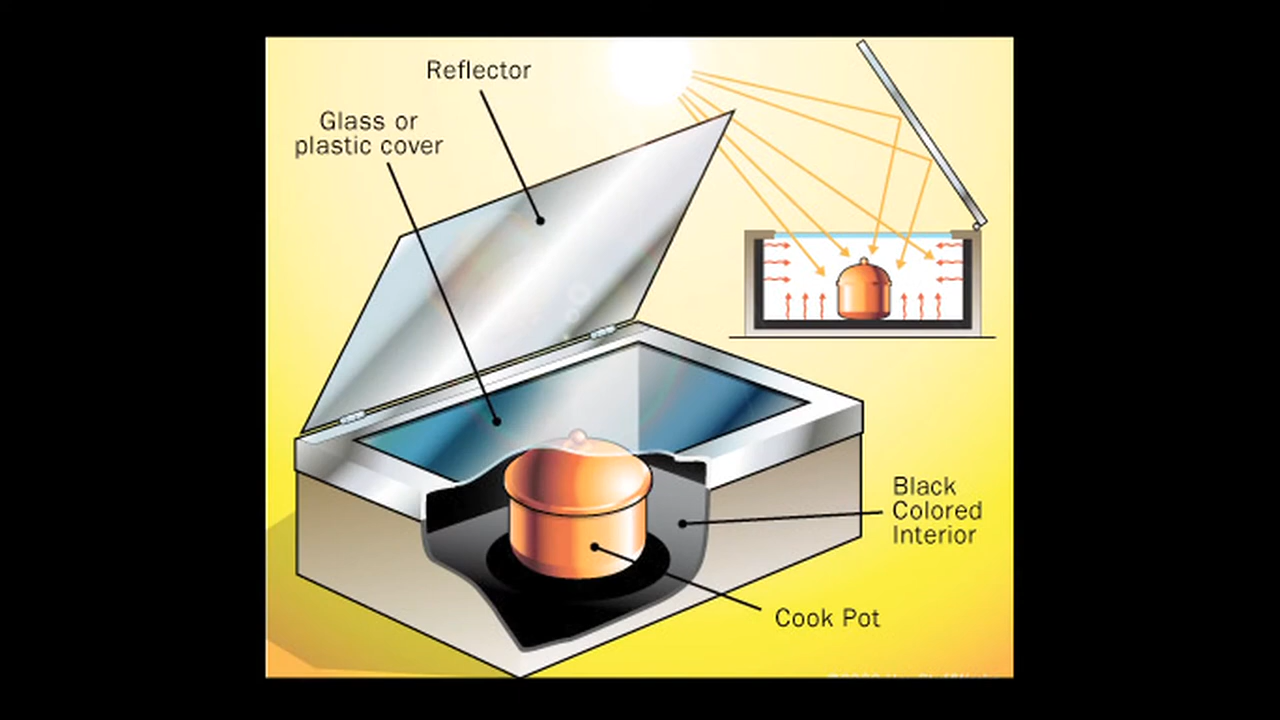 Reflector
Glass or
plastic cover
Black
Colored
Interior
Cook Pot